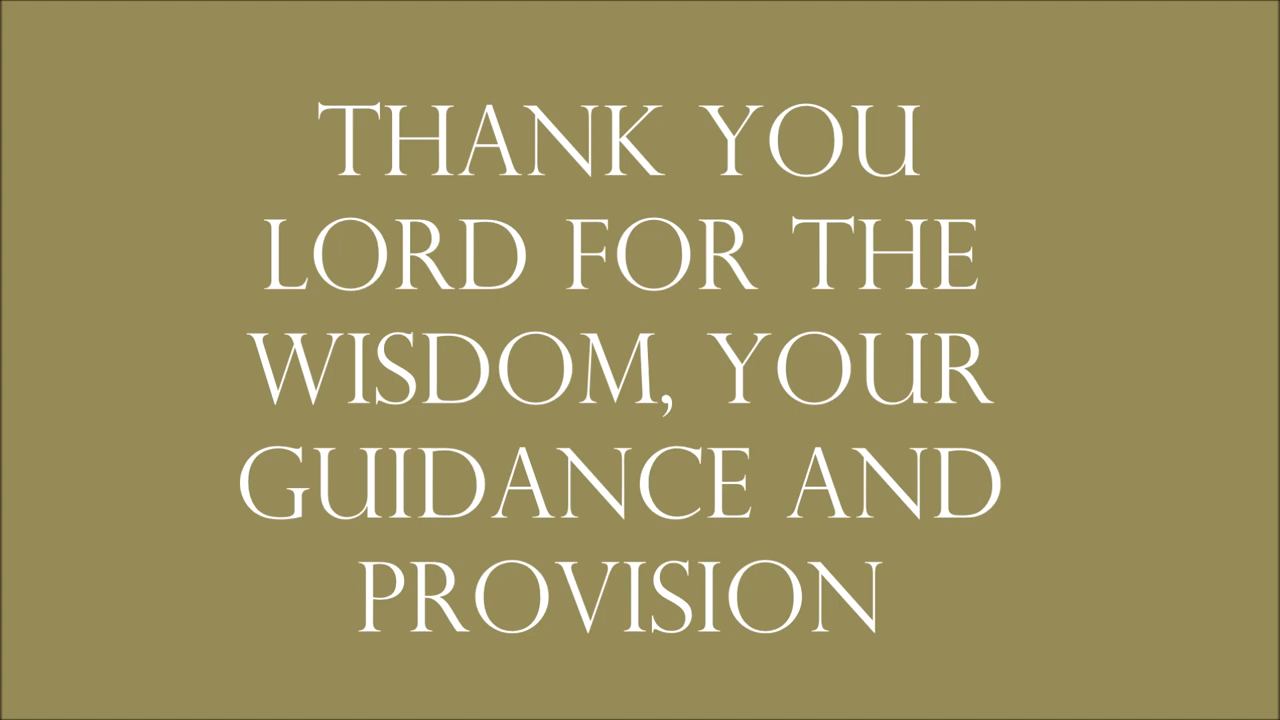 THANK YOU
LORD FOR THE
WISDOM, YOUR
GUIDANCE AND
PROVISION